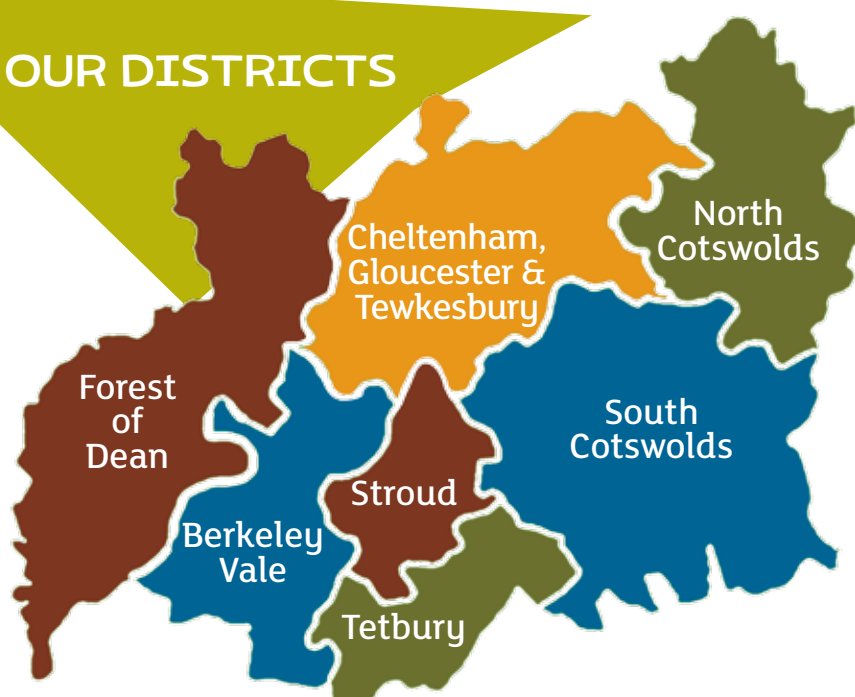 OUR DISTRICTS
Cheltenham,
Gloucester &
Tewkesbury
North
Cotswolds
Forest
of
Dean
South
Cotswolds
Stroud
Berkeley
Vale
Tetbury